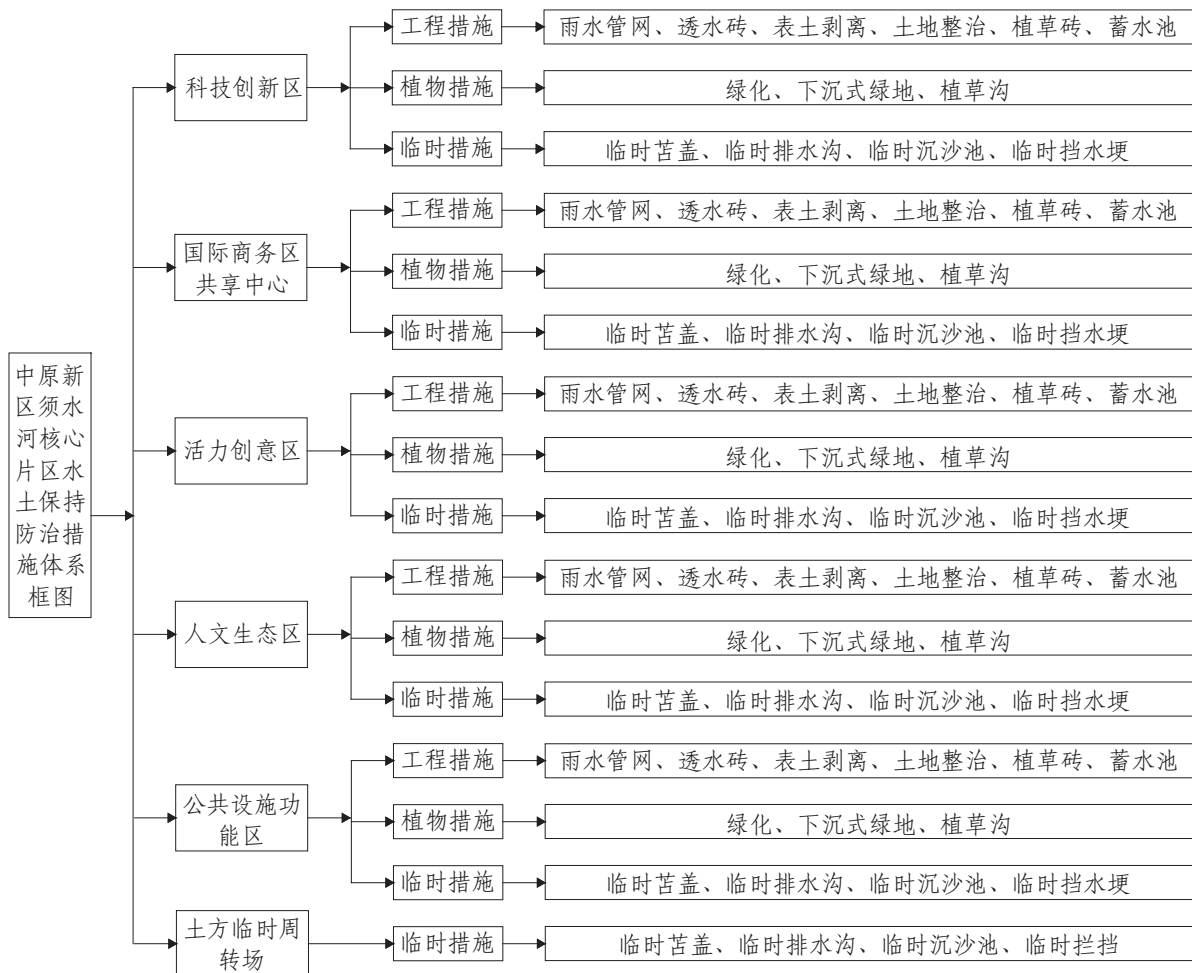 中原新
区须水
河核心
片区水
土保持
防治措
施体系
框图
科技创新区
工程措施
雨水管网、透水砖、表土剥离、土地整治、植草砖、蓄水池
植物措施
绿化、下沉式绿地、植草沟
临时措施
临时苫盖、临时排水沟、临时沉沙池、临时挡水埂
国际商务区
共享中心
工程措施
雨水管网、透水砖、表土剥离、土地整治、植草砖、蓄水池
植物措施
绿化、下沉式绿地、植草沟
临时措施
临时苫盖、临时排水沟、临时沉沙池、临时挡水埂
活力创意区
工程措施
雨水管网、透水砖、表土剥离、土地整治、植草砖、蓄水池
植物措施
绿化、下沉式绿地、植草沟
临时措施
临时苫盖、临时排水沟、临时沉沙池、临时挡水埂
人文生态区
工程措施
雨水管网、透水砖、表土剥离、土地整治、植草砖、蓄水池
植物措施
绿化、下沉式绿地、植草沟
临时措施
临时苫盖、临时排水沟、临时沉沙池、临时挡水埂
公共设施功
能区
工程措施
雨水管网、透水砖、表土剥离、土地整治、植草砖、蓄水池
植物措施
绿化、下沉式绿地、植草沟
临时措施
临时苫盖、临时排水沟、临时沉沙池、临时挡水埂
土方临时周
转场
临时措施
临时苫盖、临时排水沟、临时沉沙池、临时拦挡